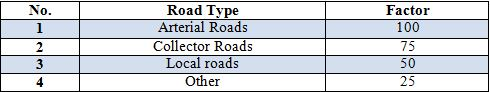 No. Road Type Factor
1 Arterial Roads 100
2 Collector Roads 75
3 Local roads 50
4 Other 25